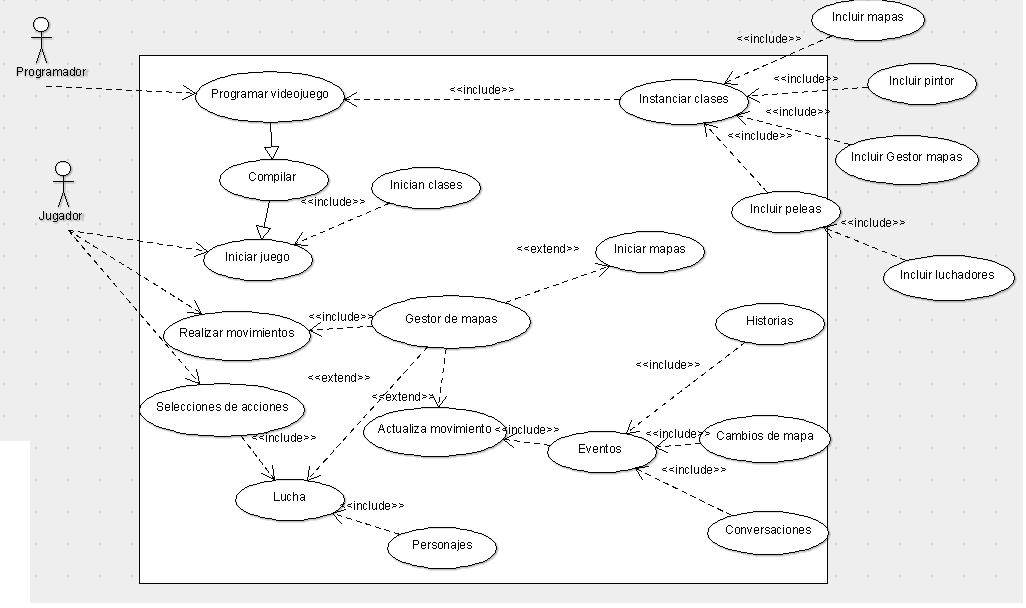 Incluir mapas
<<include>>
Programador
<<include>>
Incluir pintor
Programar videojuego
<<include>>
Instanciar clases
<<include>>
<<include>>
Incluir Gestor mapas
Compilar
Inician clases
<<include>>
Jugador
Incluir peleas
<<include>>
<<extend>>
Iniciar mapas
Iniciar juego
Incluir luchadores
<<include>>
Gestor de mapas
Historias
Realizar movimientos
<<include>>
<<extend>>
<<extend>>
Selecciones de acciones
Actualiza movimiento
<<include>>
<<include>>
Cambios de mapa
<<include>>
Eventos
<<include>>
Lucha
<<include>>
Conversaciones
Personajes